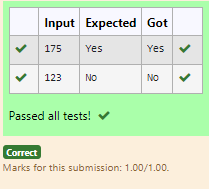 Input Expected Got
175 Yes Yes
123 No No
Passed all tests!
Correct
Marks for this submission: 1.00/1.00.